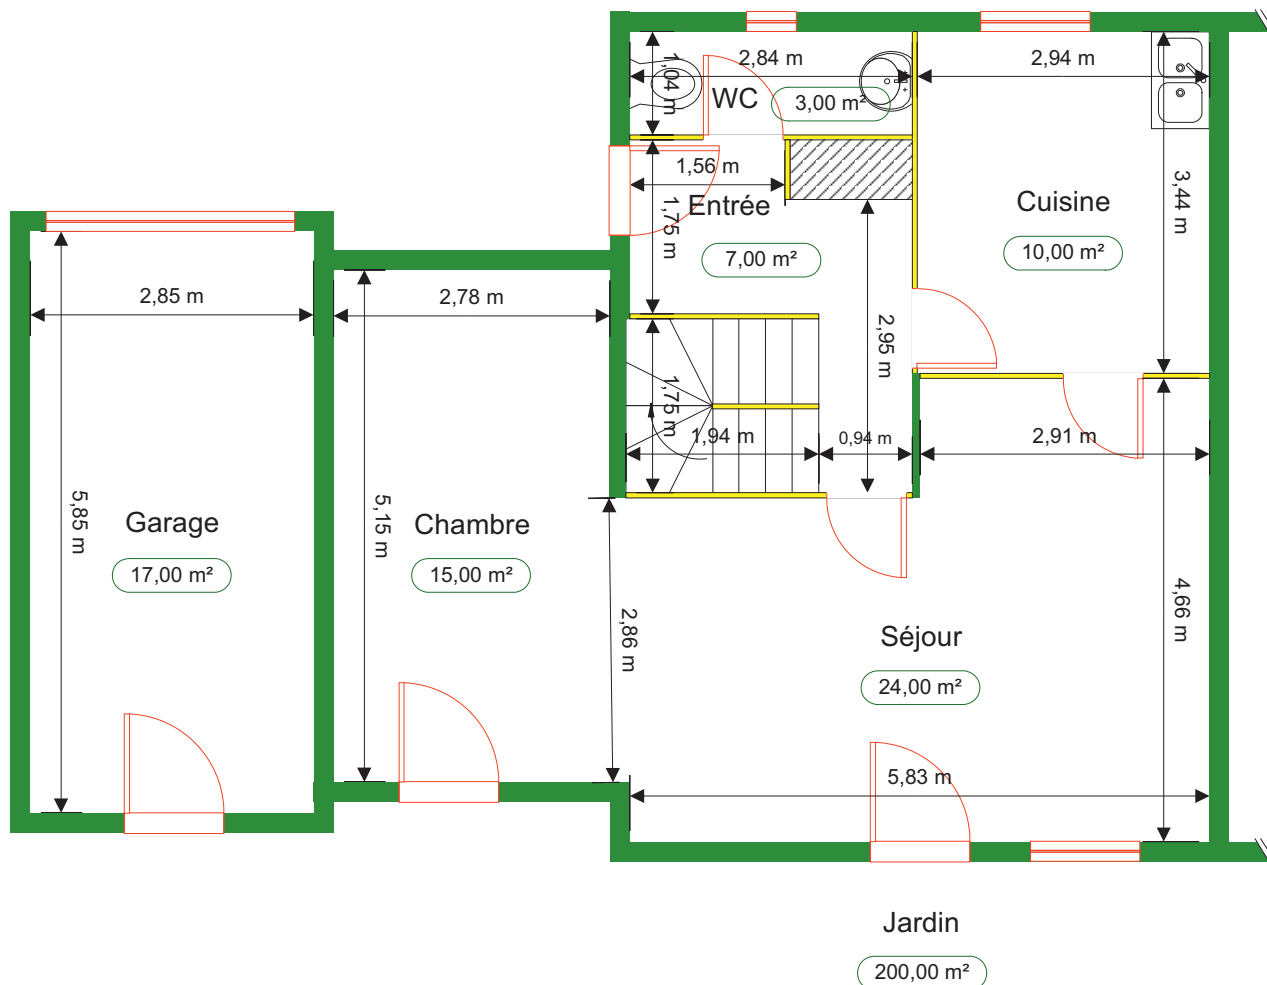 2,84 m
2,94 m
1,04 m
WC
3,00 m²
1,56 m
Entrée
1,75 m
7,00 m²
Cuisine
10,00 m²
3,44 m
2,85 m
2,78 m
2,95 m
1,75 m
1,94 m
0,94 m
2,91 m
5,85 m
Garage
17,00 m²
5,15 m
Chambre
15,00 m²
2,86 m
4,66 m
Séjour
24,00 m²
5,83 m
Jardin
200,00 m²